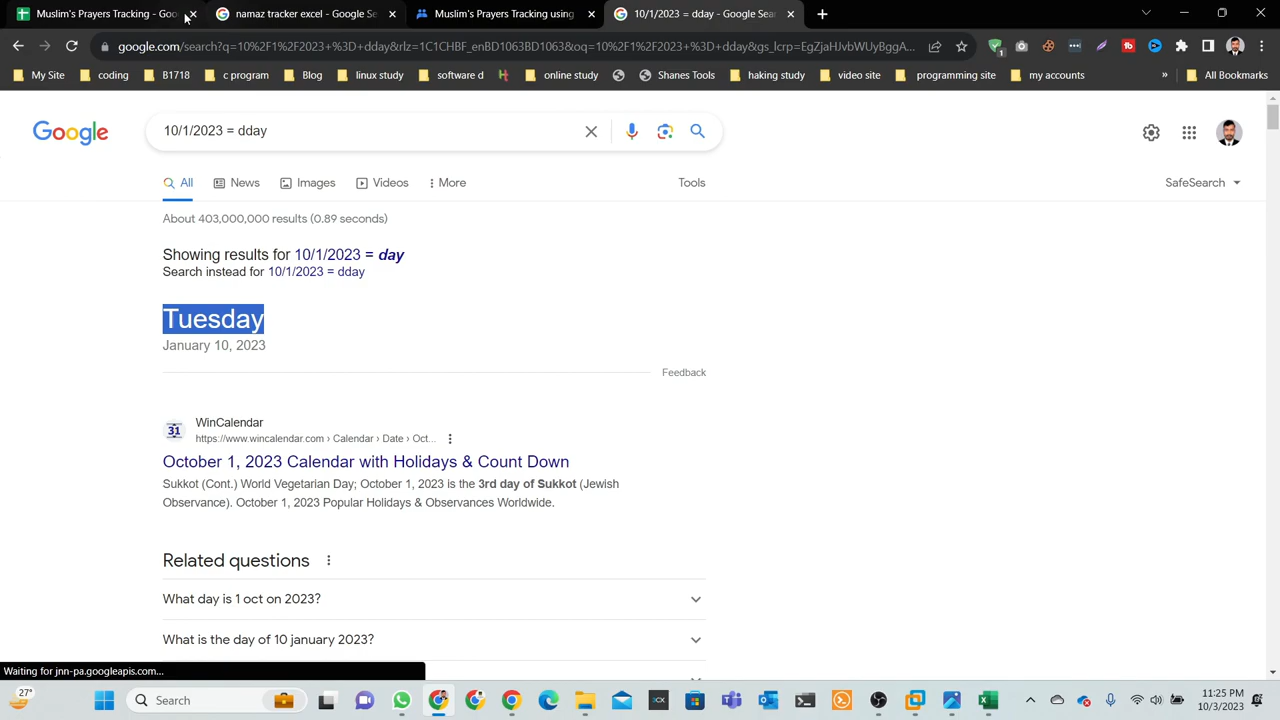 Muslim's Prayers Tracking - Goo
namaz tracker excel - Google Se
Muslim's Prayers Tracking using
10/1/2023 = dday - Google Sear
google.com/search?q=10%2F1%2F2023+%3D+dday&rlz=1C1CHBF_enBD1063BD1063&oq=10%2F1%2F2023+%3D+dday&gs_lcrp=EgZjaHJvbWUyBggA...
My Site
coding
B1718
c program
Blog
linux study
software d
online study
Shanes Tools
haking study
video site
programing site
my accounts
»
All Bookmarks
Google
10/1/2023 = dday
All
News
Images
Videos
More
Tools
SafeSearch
About 403,000,000 results (0.89 seconds)
Showing results for 10/1/2023 = day
Search instead for 10/1/2023 = dday
Tuesday
January 10, 2023
Feedback
31
WinCalendar
https://www.wincalendar.com › Calendar › Date › Oct...
October 1, 2023 Calendar with Holidays & Count Down
Sukkot (Cont.) World Vegetarian Day; October 1, 2023 is the 3rd day of Sukkot (Jewish
Observance). October 1, 2023 Popular Holidays & Observances Worldwide.
Related questions
What day is 1 oct on 2023?
What is the day of 10 january 2023?
Waiting for jnn-pa.googleapis.com...
27°
Search
11:25 PM
10/3/2023